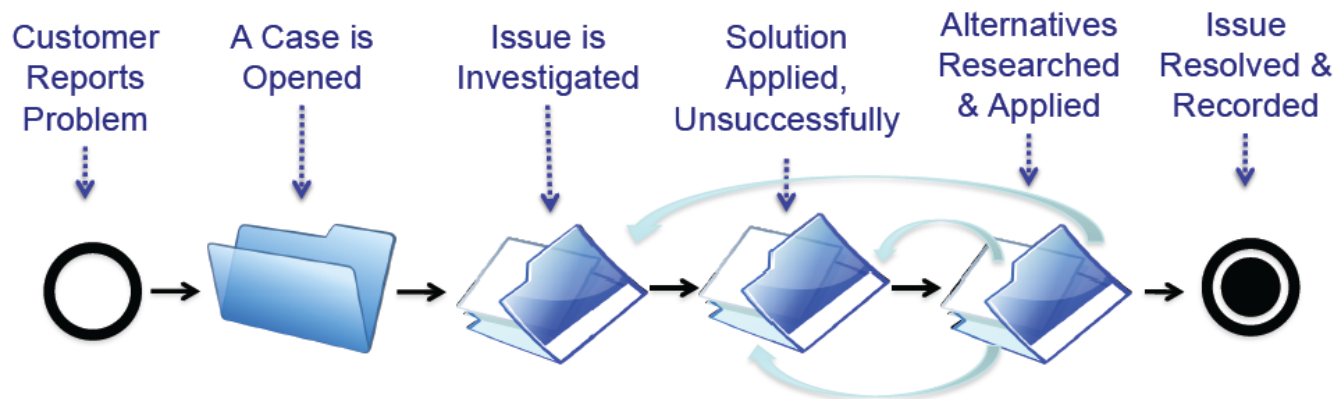 Customer
Reports
Problem
A Case is
Opened
Issue is
Investigated
Solution
Applied,
Unsuccessfully
Alternatives
Researched
& Applied
Issue
Resolved &
Recorded